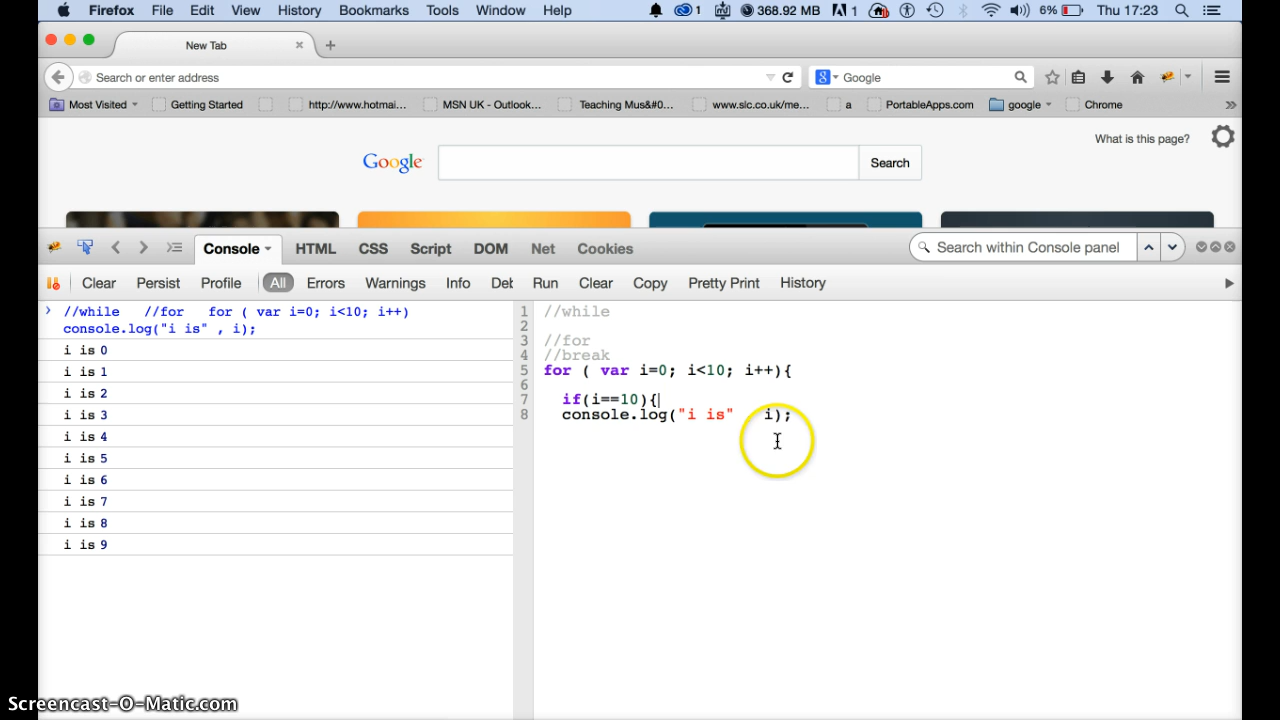 Firefox File Edit View History Bookmarks Tools Window Help 1 368.92 MB 1 6% Thu 17:23
New Tab
Search or enter address Google
Most Visited Getting Started http://www.hotmai... MSN UK - Outlook... Teaching Mus&#0... www.slc.co.uk/me... a PortableApps.com google Chrome »
What is this page?
Google Search
Console HTML CSS Script DOM Net Cookies Search within Console panel
Clear Persist Profile All Errors Warnings Info Det Run Clear Copy Pretty Print History
//while //for for ( var i=0; i<10; i++)
console.log("i is" , i);
i is 0
i is 1
i is 2
i is 3
i is 4
i is 5
i is 6
i is 7
i is 8
i is 9
1 //while
2
3 //for
4 //break
5 for ( var i=0; i<10; i++){
6
7 if(i==10){
8 console.log("i is" i);
Screencast-O-Matic.com